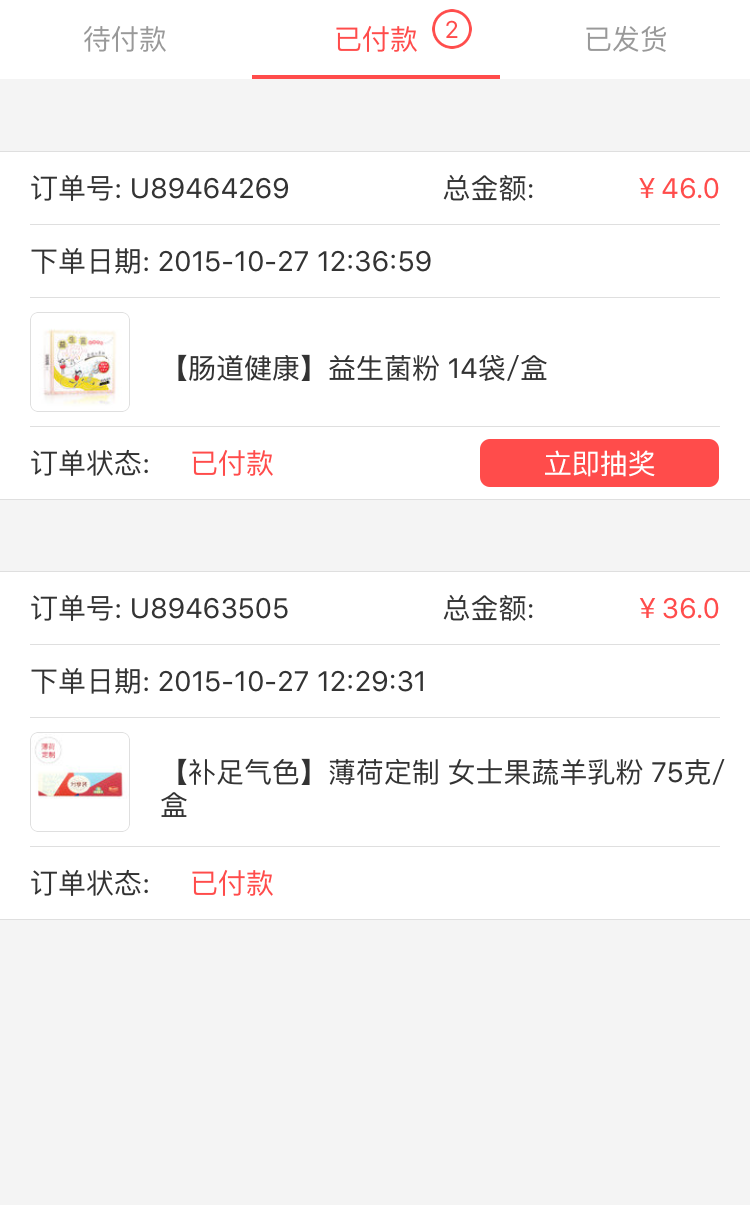 待付款 已付款 2 已发货
订单号: U89464269 总金额: ￥46.0
下单日期: 2015-10-27 12:36:59
【肠道健康】益生菌粉 14袋/盒
订单状态: 已付款 立即抽奖
订单号: U89463505 总金额: ￥36.0
下单日期: 2015-10-27 12:29:31
薄荷
定制
【补足气色】薄荷定制 女士果蔬羊乳粉 75克/
盒
订单状态: 已付款